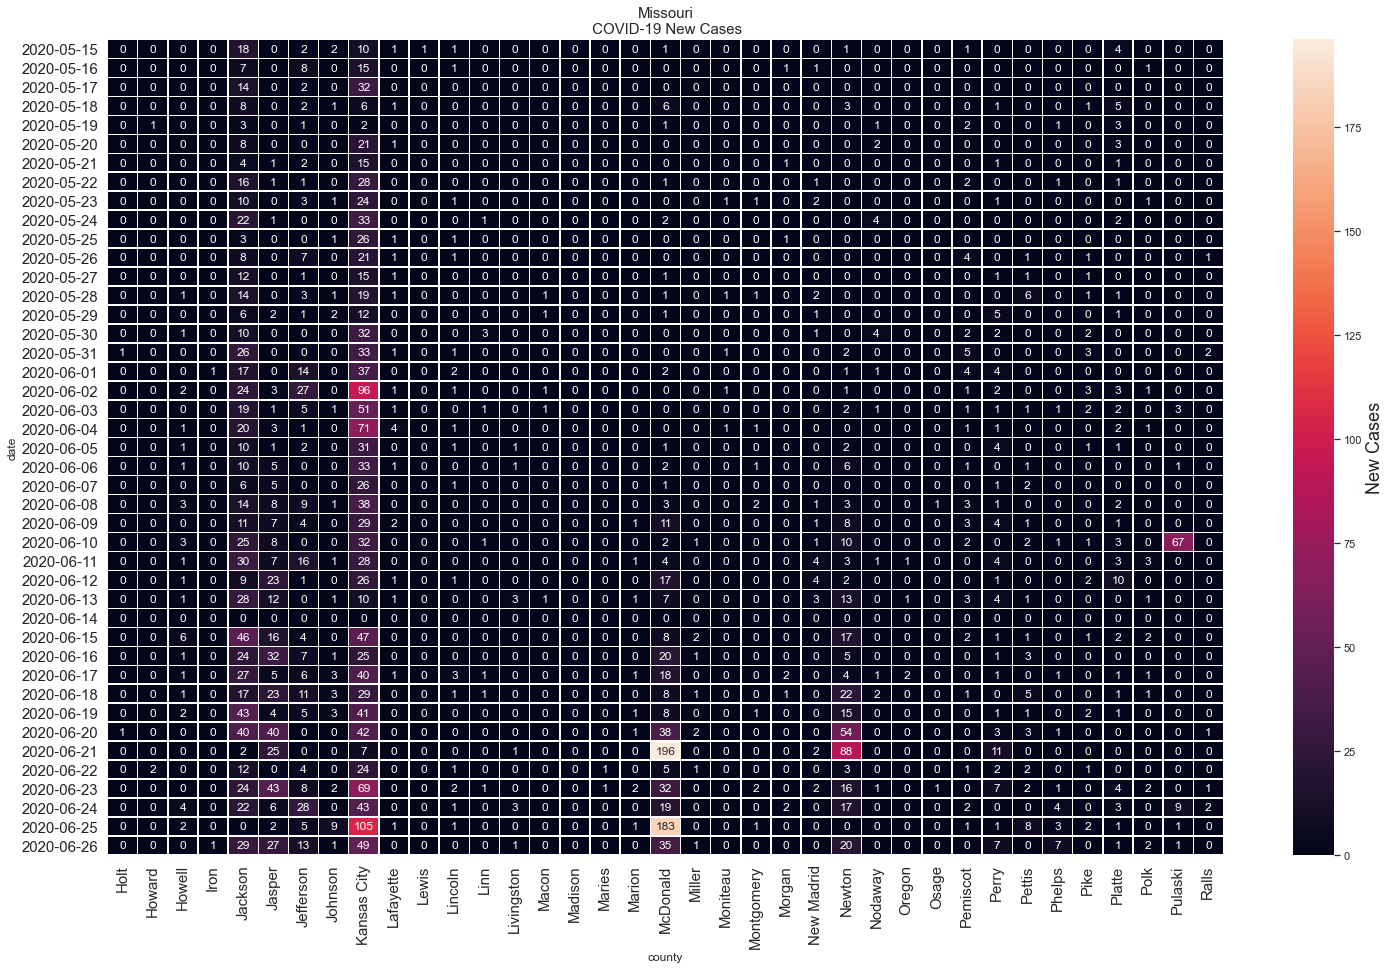 Missouri
COVID-19 New Cases
2020-05-15 0 0 0 0 18 0 2 2 10 1 1 1 0 0 0 0 0 0 1 0 0 0 0 0 1 0 0 0 1 0 0 0 0 4 0 0 0
2020-05-16 0 0 0 0 7 0 8 0 15 0 0 1 0 0 0 0 0 0 0 0 0 0 1 1 0 0 0 0 0 0 0 0 0 0 1 0 0
2020-05-17 0 0 0 0 14 0 2 0 32 0 0 0 0 0 0 0 0 0 0 0 0 0 0 0 0 0 0 0 0 0 0 0 0 0 0 0 0
2020-05-18 0 0 0 0 8 0 2 1 6 1 0 0 0 0 0 0 0 0 6 0 0 0 0 0 3 0 0 0 0 1 0 0 1 5 0 0 0
2020-05-19 0 1 0 0 3 0 1 0 2 0 0 0 0 0 0 0 0 0 1 0 0 0 0 0 0 1 0 0 2 0 0 1 0 3 0 0 0
2020-05-20 0 0 0 0 8 0 0 0 21 1 0 0 0 0 0 0 0 0 0 0 0 0 0 0 0 2 0 0 0 0 0 0 0 3 0 0 0
2020-05-21 0 0 0 0 4 1 2 0 15 0 0 0 0 0 0 0 0 0 0 0 0 0 1 0 0 0 0 0 0 1 0 0 0 1 0 0 0
2020-05-22 0 0 0 0 16 1 1 0 28 0 0 0 0 0 0 0 0 0 1 0 0 0 0 1 0 0 0 0 2 0 0 1 0 1 0 0 0
2020-05-23 0 0 0 0 10 0 3 1 24 0 0 1 0 0 0 0 0 0 0 0 1 1 0 2 0 0 0 0 0 1 0 0 0 0 1 0 0
2020-05-24 0 0 0 0 22 1 0 0 33 0 0 0 1 0 0 0 0 0 2 0 0 0 0 0 0 4 0 0 0 0 0 0 0 2 0 0 0
2020-05-25 0 0 0 0 3 0 0 1 26 1 0 1 0 0 0 0 0 0 0 0 0 0 1 0 0 0 0 0 0 0 0 0 0 0 0 0 0
2020-05-26 0 0 0 0 8 0 7 0 21 1 0 1 0 0 0 0 0 0 0 0 0 0 0 0 0 0 0 0 4 0 1 0 1 0 0 0 1
2020-05-27 0 0 0 0 12 0 1 0 15 1 0 0 0 0 0 0 0 0 1 0 0 0 0 0 0 0 0 0 0 1 1 0 1 0 0 0 0
2020-05-28 0 0 1 0 14 0 3 1 19 1 0 0 0 0 1 0 0 0 1 0 1 1 0 2 0 0 0 0 0 0 6 0 1 1 0 0 0
2020-05-29 0 0 0 0 6 2 1 2 12 0 0 0 0 0 1 0 0 0 1 0 0 0 0 1 0 0 0 0 0 5 0 0 0 1 0 0 0
2020-05-30 0 0 1 0 10 0 0 0 32 0 0 0 3 0 0 0 0 0 0 0 0 0 0 1 0 4 0 0 2 2 0 0 2 0 0 0 0
2020-05-31 1 0 0 0 26 0 0 0 33 1 0 1 0 0 0 0 0 0 0 0 1 0 0 0 2 0 0 0 5 0 0 0 3 0 0 0 2
2020-06-01 0 0 0 1 17 0 14 0 37 0 0 2 0 0 0 0 0 0 2 0 0 0 0 0 1 1 0 0 4 4 0 0 0 0 0 0 0
2020-06-02 0 0 2 0 24 3 27 0 96 1 0 1 0 0 1 0 0 0 0 0 1 0 0 0 1 0 0 0 1 2 0 0 3 3 1 0 0
2020-06-03 0 0 0 0 19 1 5 1 51 1 0 0 1 0 1 0 0 0 0 0 0 0 0 0 2 1 0 0 1 1 1 1 2 2 0 3 0
2020-06-04 0 0 1 0 20 3 1 0 71 4 0 1 0 0 0 0 0 0 0 0 1 1 0 0 0 0 0 0 1 1 0 0 0 2 1 0 0
2020-06-05 0 0 1 0 10 1 2 0 31 0 0 1 0 1 0 0 0 0 0 0 0 0 0 0 2 0 0 0 0 4 0 0 1 1 0 0 0
2020-06-06 0 0 1 0 10 5 0 0 33 1 0 0 0 1 0 0 0 0 2 0 0 1 0 0 6 0 0 0 1 0 1 0 0 0 0 1 0
2020-06-07 0 0 0 0 6 5 0 0 26 0 0 1 0 0 0 0 0 0 1 0 0 0 0 0 0 0 0 0 0 1 2 0 0 0 0 0 0
2020-06-08 0 0 3 0 14 8 9 1 38 0 0 0 0 0 0 0 0 0 3 0 0 2 0 1 3 0 0 1 3 1 0 0 0 2 0 0 0
2020-06-09 0 0 0 0 11 7 4 0 29 2 0 0 0 0 0 0 0 1 11 0 0 0 0 1 8 0 0 0 3 4 1 0 0 1 0 0 0
2020-06-10 0 0 3 0 25 8 0 0 32 0 0 0 1 0 0 0 0 0 2 1 0 0 0 1 10 0 0 0 2 0 2 1 1 3 0 67 0
2020-06-11 0 0 1 0 30 7 16 1 28 0 0 0 0 0 0 0 0 1 4 0 0 0 0 4 3 1 1 0 0 4 0 0 0 3 3 0 0
2020-06-12 0 0 0 0 9 23 1 0 26 1 0 1 0 0 0 0 0 0 17 0 0 0 0 4 2 0 0 0 0 1 0 0 2 10 0 0 0
2020-06-13 0 0 1 0 28 12 0 1 10 1 0 0 0 3 1 0 0 1 7 0 0 0 0 3 13 0 1 0 3 4 1 0 0 0 1 0 0
2020-06-14 0 0 0 0 0 0 0 0 0 0 0 0 0 0 0 0 0 0 0 0 0 0 0 0 0 0 0 0 0 0 0 0 0 0 0 0 0
2020-06-15 0 0 6 0 46 16 4 0 47 0 0 0 0 0 0 0 0 0 8 2 0 0 0 0 17 0 0 0 2 1 1 0 1 2 2 0 0
2020-06-16 0 0 1 0 24 32 7 1 25 0 0 0 0 0 0 0 0 0 20 1 0 0 0 0 5 0 0 0 0 1 3 0 0 0 0 0 0
2020-06-17 0 0 1 0 27 5 6 3 40 1 0 3 1 0 0 0 0 1 18 0 0 0 2 0 4 1 2 0 0 1 0 1 0 1 1 0 0
2020-06-18 0 0 1 0 17 23 11 3 29 0 0 1 1 0 0 0 0 0 8 1 0 0 1 0 22 2 0 0 1 0 5 0 0 1 1 0 0
2020-06-19 0 0 2 0 43 4 5 3 41 0 0 0 0 0 0 0 0 1 8 0 0 1 0 0 15 0 0 0 0 1 1 0 2 1 0 0 0
2020-06-20 1 0 0 0 40 40 0 0 42 0 0 0 0 0 0 0 0 1 38 2 0 0 0 0 54 0 0 0 0 3 3 1 0 0 0 0 1
2020-06-21 0 0 0 0 2 25 0 0 7 0 0 0 0 1 0 0 0 0 196 0 0 0 0 2 88 0 0 0 0 11 0 0 0 0 0 0 0
2020-06-22 0 2 0 0 12 0 4 0 24 0 0 1 0 0 0 0 1 0 5 1 0 0 0 0 3 0 0 0 1 2 2 0 1 0 0 0 0
2020-06-23 0 0 0 0 24 43 8 2 69 0 0 2 1 0 0 0 1 2 32 0 0 2 0 2 16 1 0 1 0 7 2 1 0 4 2 0 1
2020-06-24 0 0 4 0 22 6 28 0 43 0 0 1 0 3 0 0 0 0 19 0 0 0 2 0 17 0 0 0 2 0 0 4 0 3 0 9 2
2020-06-25 0 0 2 0 0 2 5 9 105 1 0 1 0 0 0 0 0 1 183 0 0 1 0 0 0 0 0 0 1 1 8 3 2 1 0 1 0
2020-06-26 0 0 0 1 29 27 13 1 49 0 0 0 0 1 0 0 0 0 35 1 0 0 0 0 20 0 0 0 0 7 0 7 0 1 2 1 0
date
Holt Howard Howell Iron Jackson Jasper Jefferson Johnson Kansas City Lafayette Lewis Lincoln Linn Livingston Macon Madison Maries Marion McDonald Miller Moniteau Montgomery Morgan New Madrid Newton Nodaway Oregon Osage Pemiscot Perry Pettis Phelps Pike Platte Polk Pulaski Ralls
county
175
150
125
100
75
50
25
0
New Cases